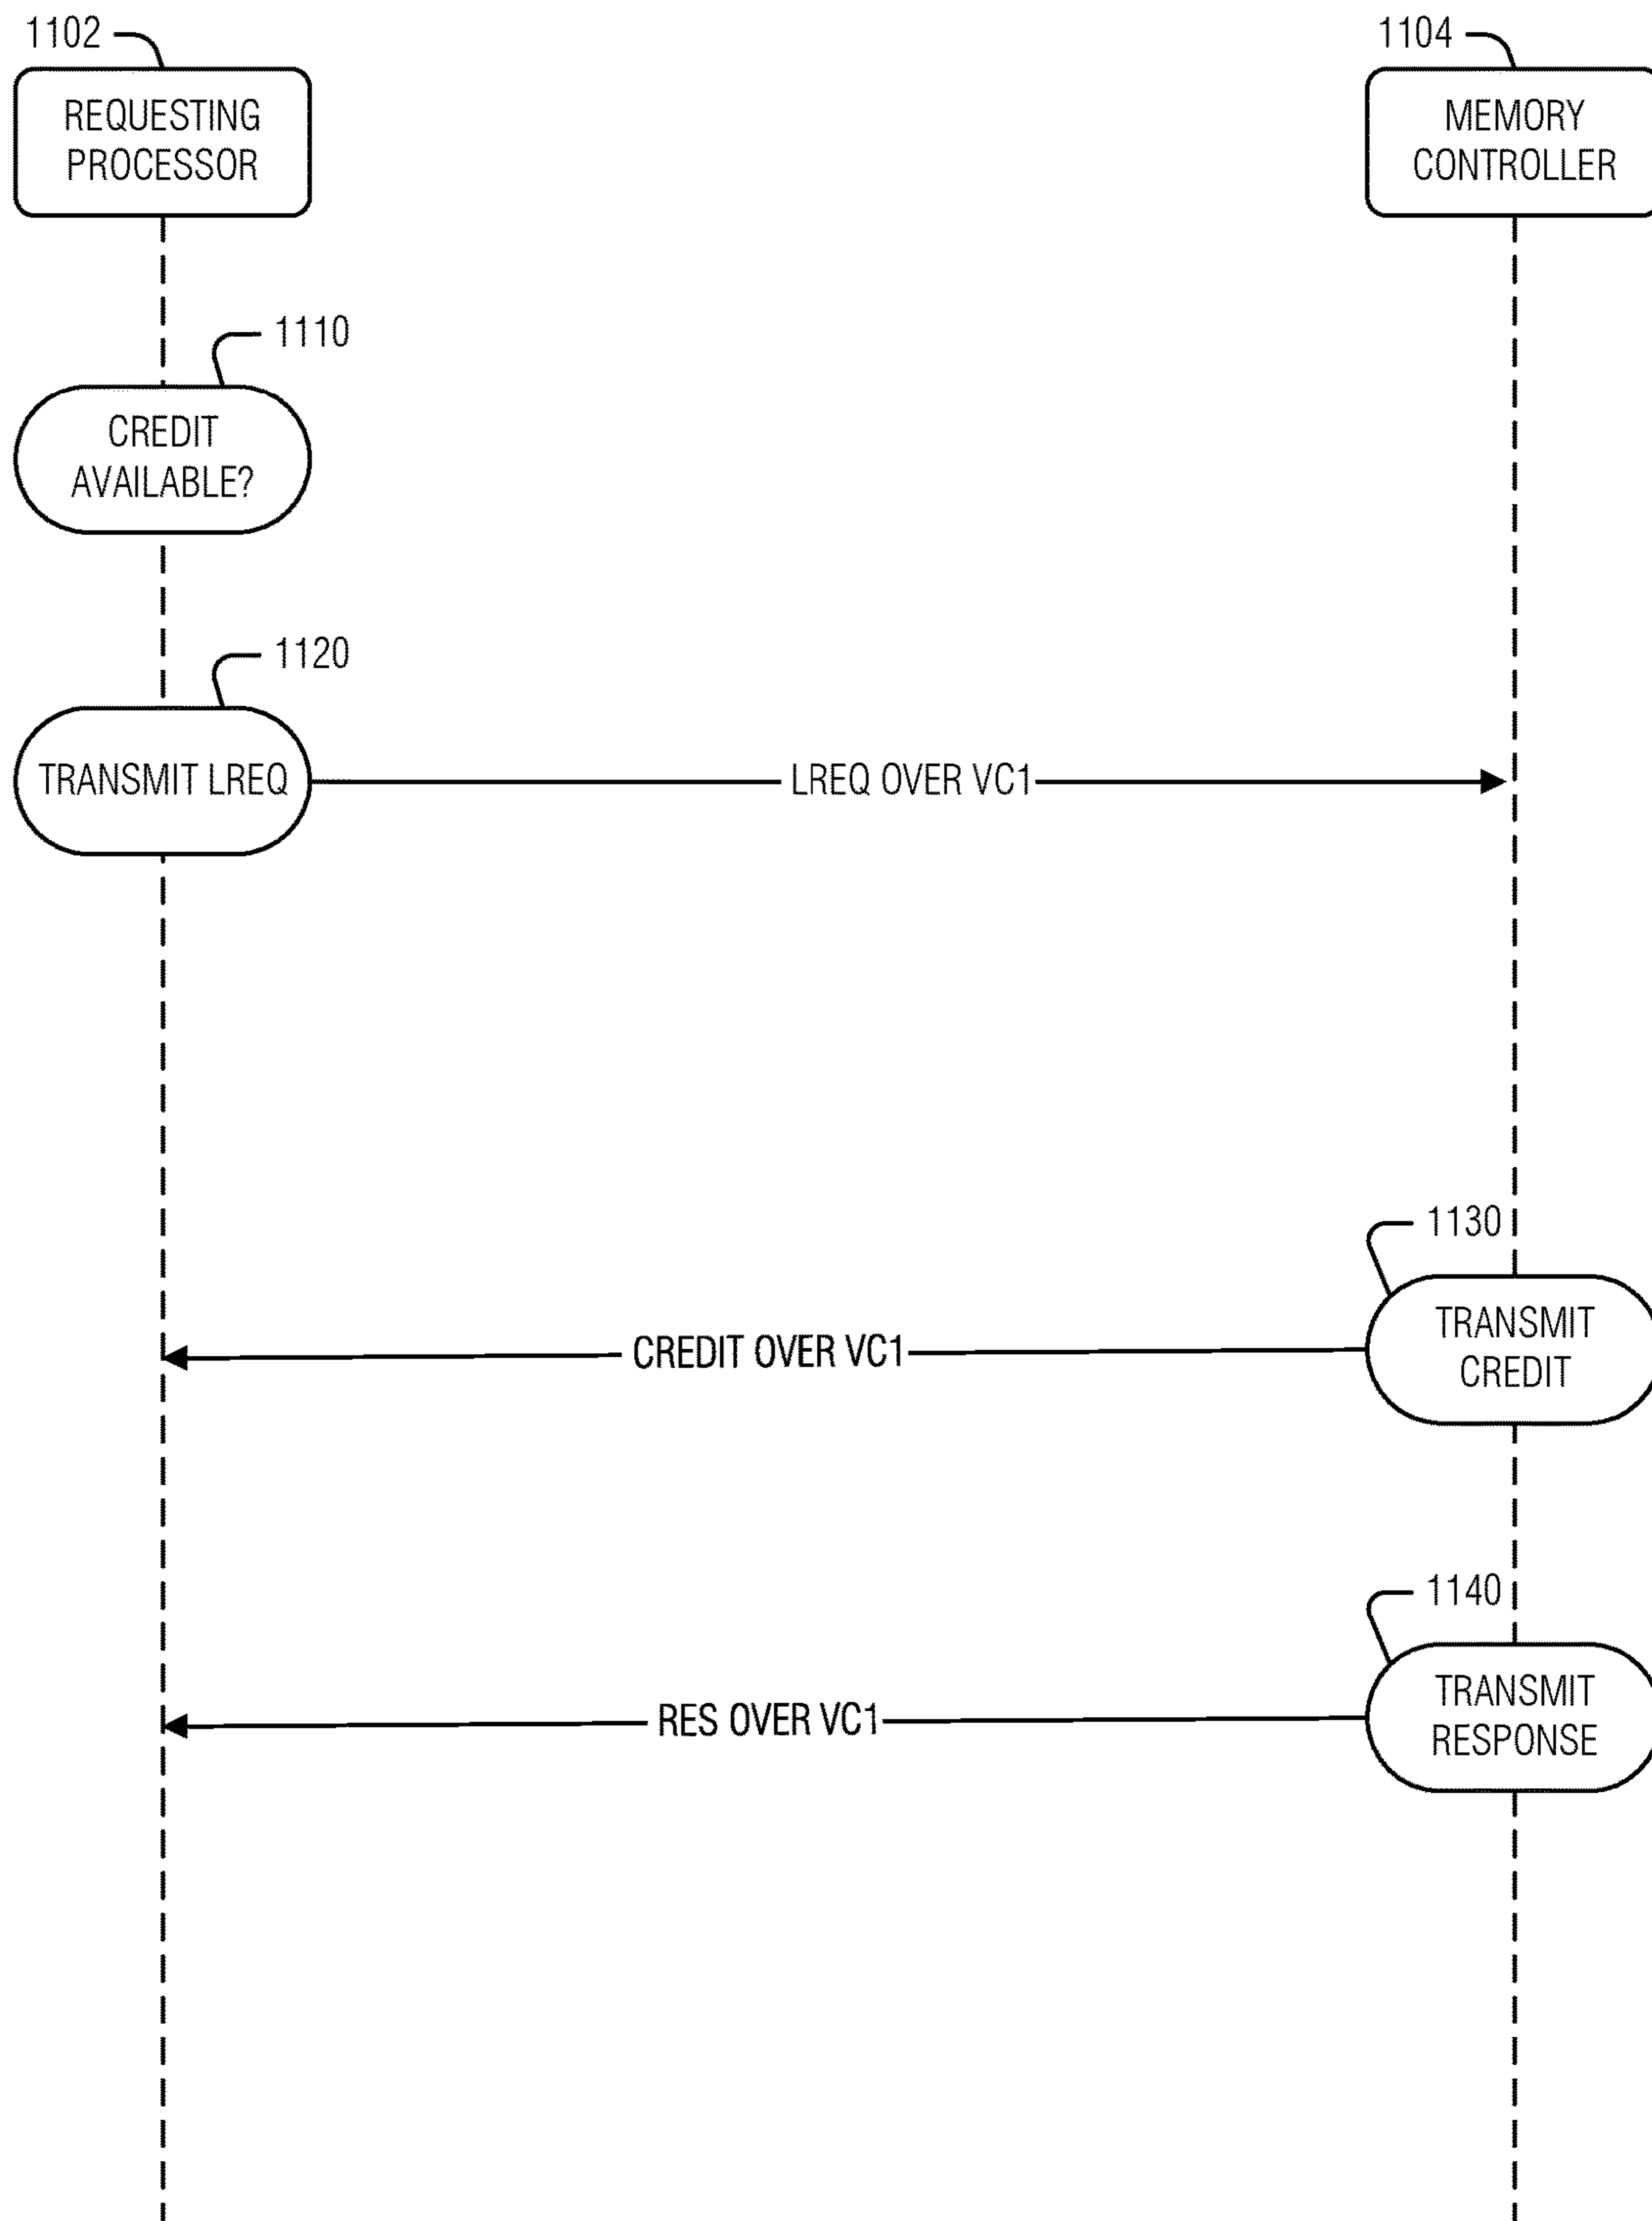 1102
1104
REQUESTING
PROCESSOR
MEMORY
CONTROLLER
1110
CREDIT
AVAILABLE?
1120
TRANSMIT LREQ
LREQ OVER VC1
1130
TRANSMIT
CREDIT
CREDIT OVER VC1
1140
TRANSMIT
RESPONSE
RES OVER VC1